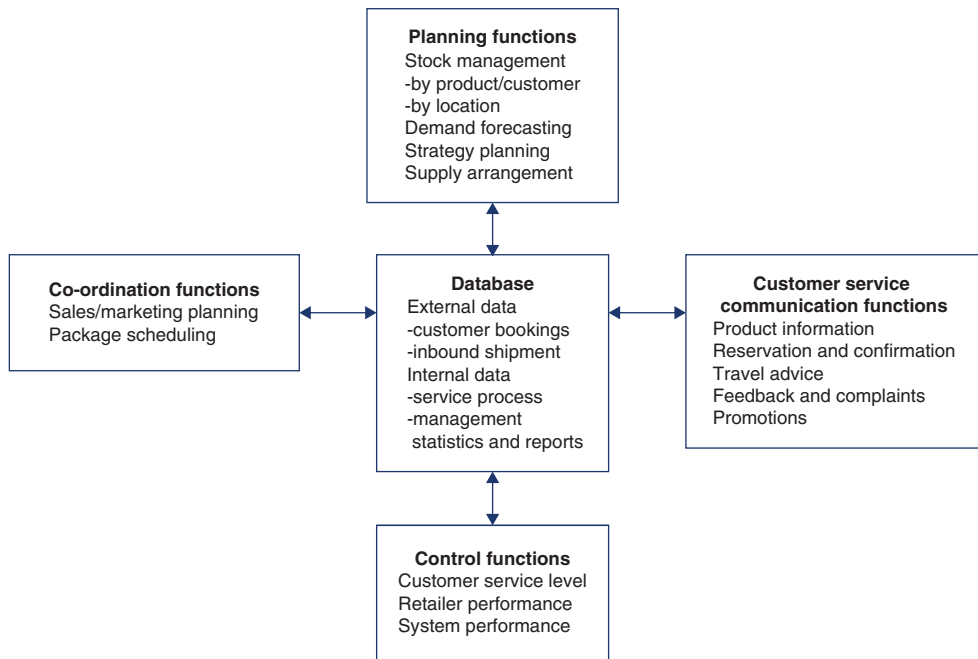 Planning functions
Stock management
-by product/customer
-by location
Demand forecasting
Strategy planning
Supply arrangement
Co-ordination functions
Sales/marketing planning
Package scheduling
Database
External data
-customer bookings
-inbound shipment
Internal data
-service process
-management
statistics and reports
Customer service
communication functions
Product information
Reservation and confirmation
Travel advice
Feedback and complaints
Promotions
Control functions
Customer service level
Retailer performance
System performance